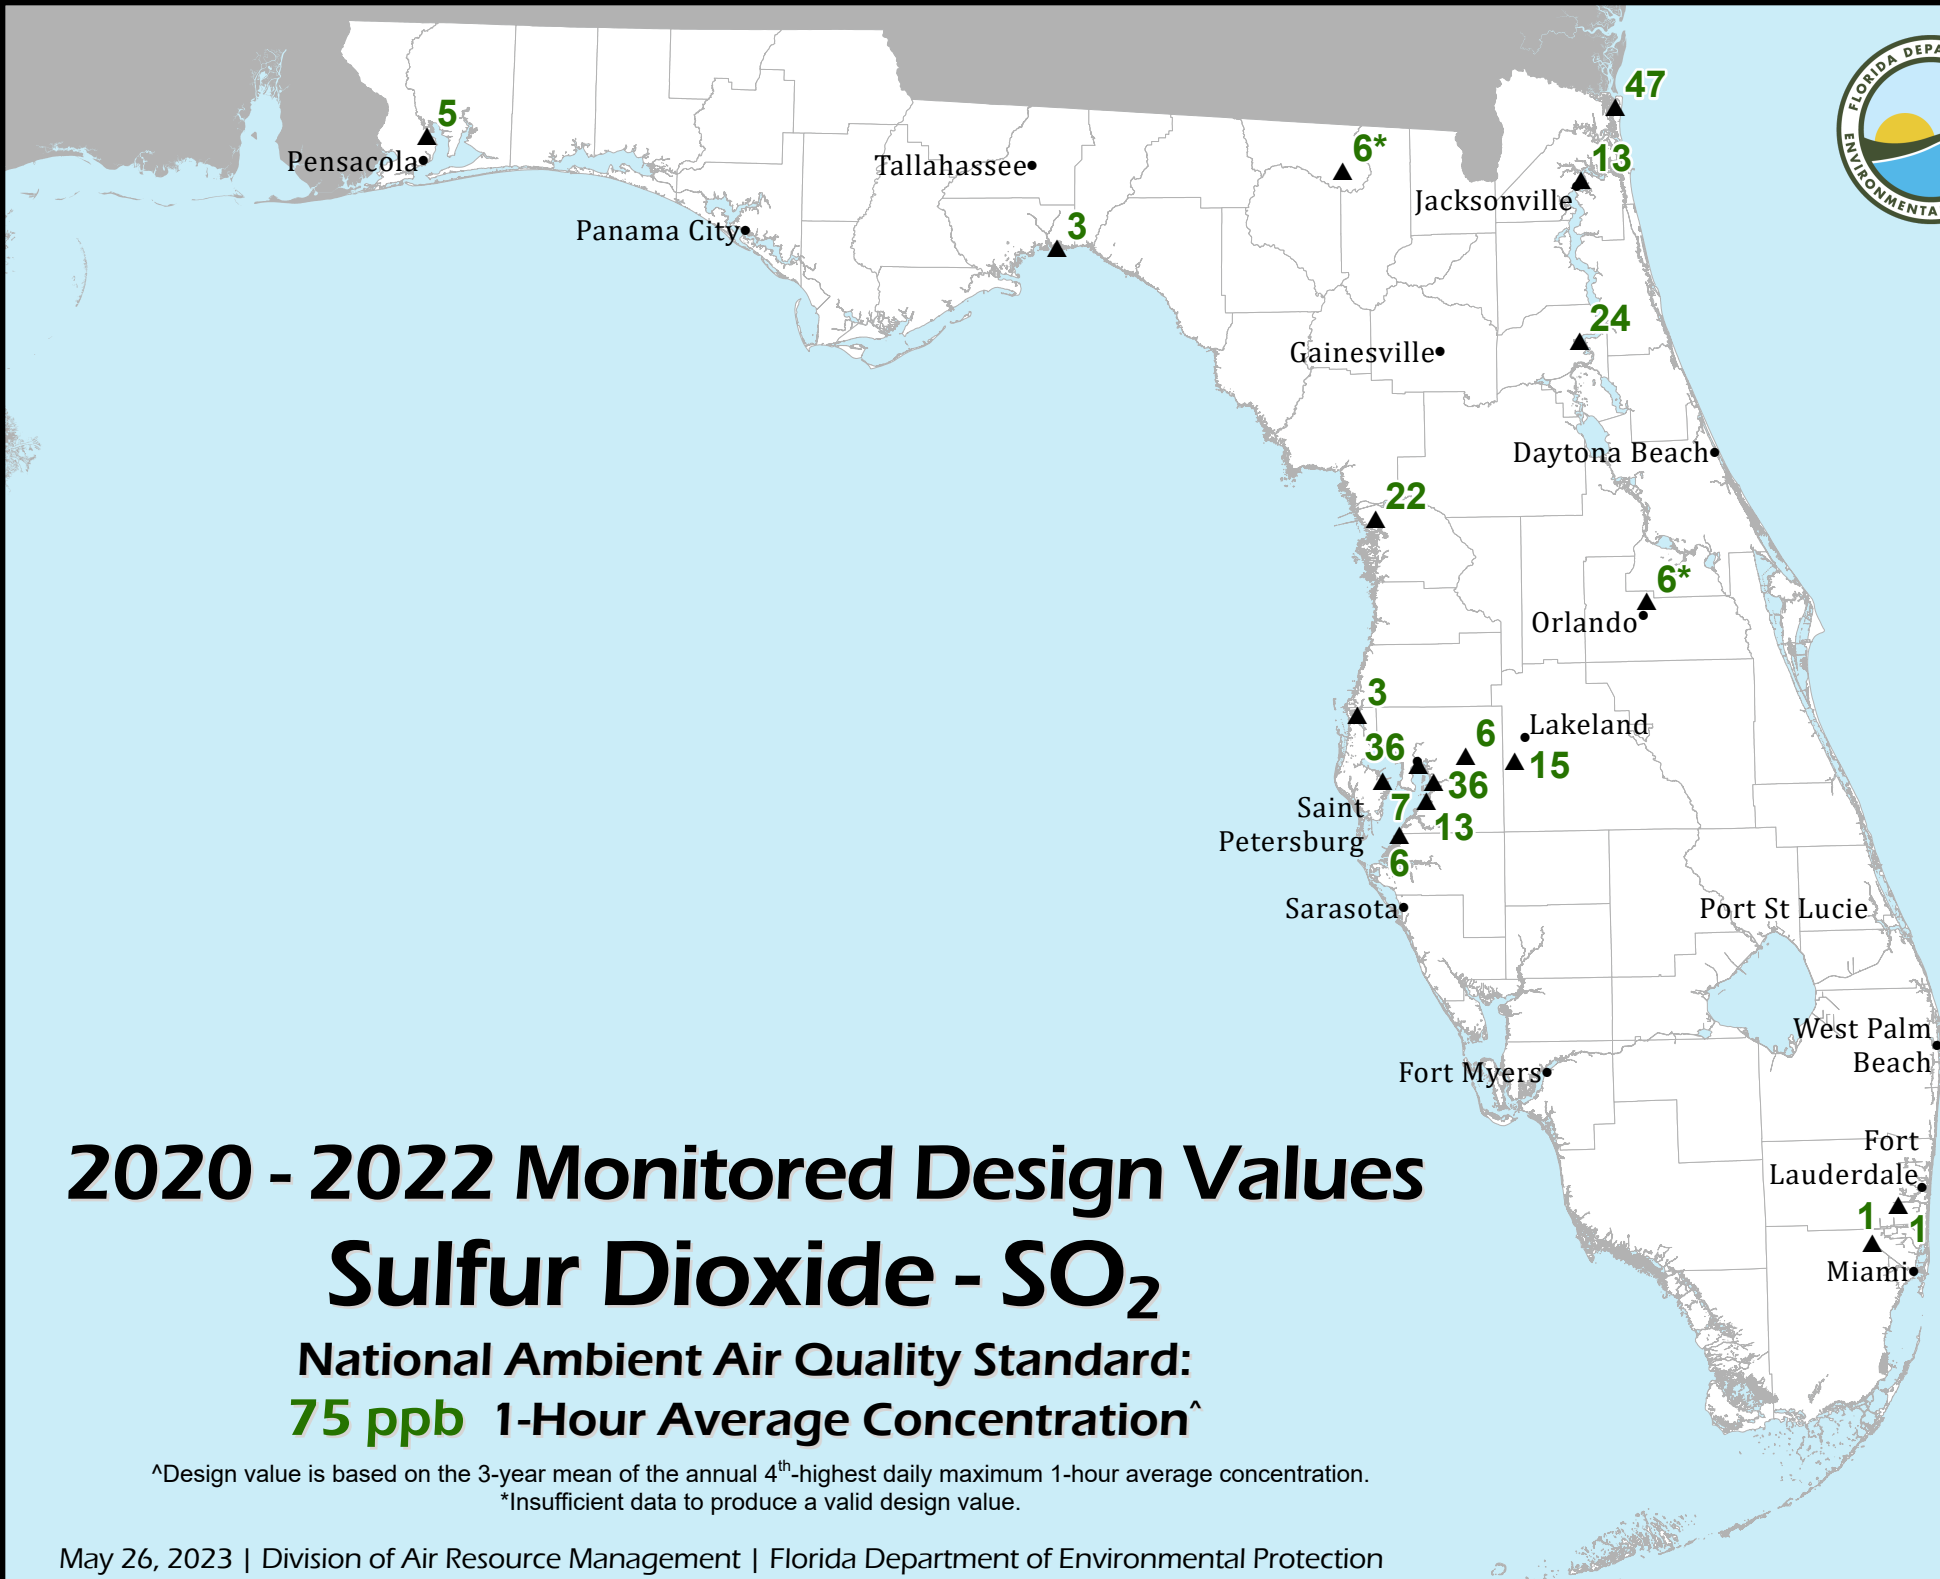 FLORIDA DEPA
ENVIRONMENTA
47
5
13
6*
Pensacola
Tallahassee
Jacksonville
3
Panama City
24
Gainesville
Daytona Beach
22
6*
Orlando
3
Lakeland
36
6
15
36
7
13
Saint
Petersburg
6
Sarasota
Port St Lucie
West Palm
Beach
Fort Myers
Fort
Lauderdale
1
1
Miami
2020 - 2022 Monitored Design Values
Sulfur Dioxide - SO₂
National Ambient Air Quality Standard:
75 ppb 1-Hour Average Concentration^
^Design value is based on the 3-year mean of the annual 4th-highest daily maximum 1-hour average concentration.
*Insufficient data to produce a valid design value.
May 26, 2023 | Division of Air Resource Management | Florida Department of Environmental Protection